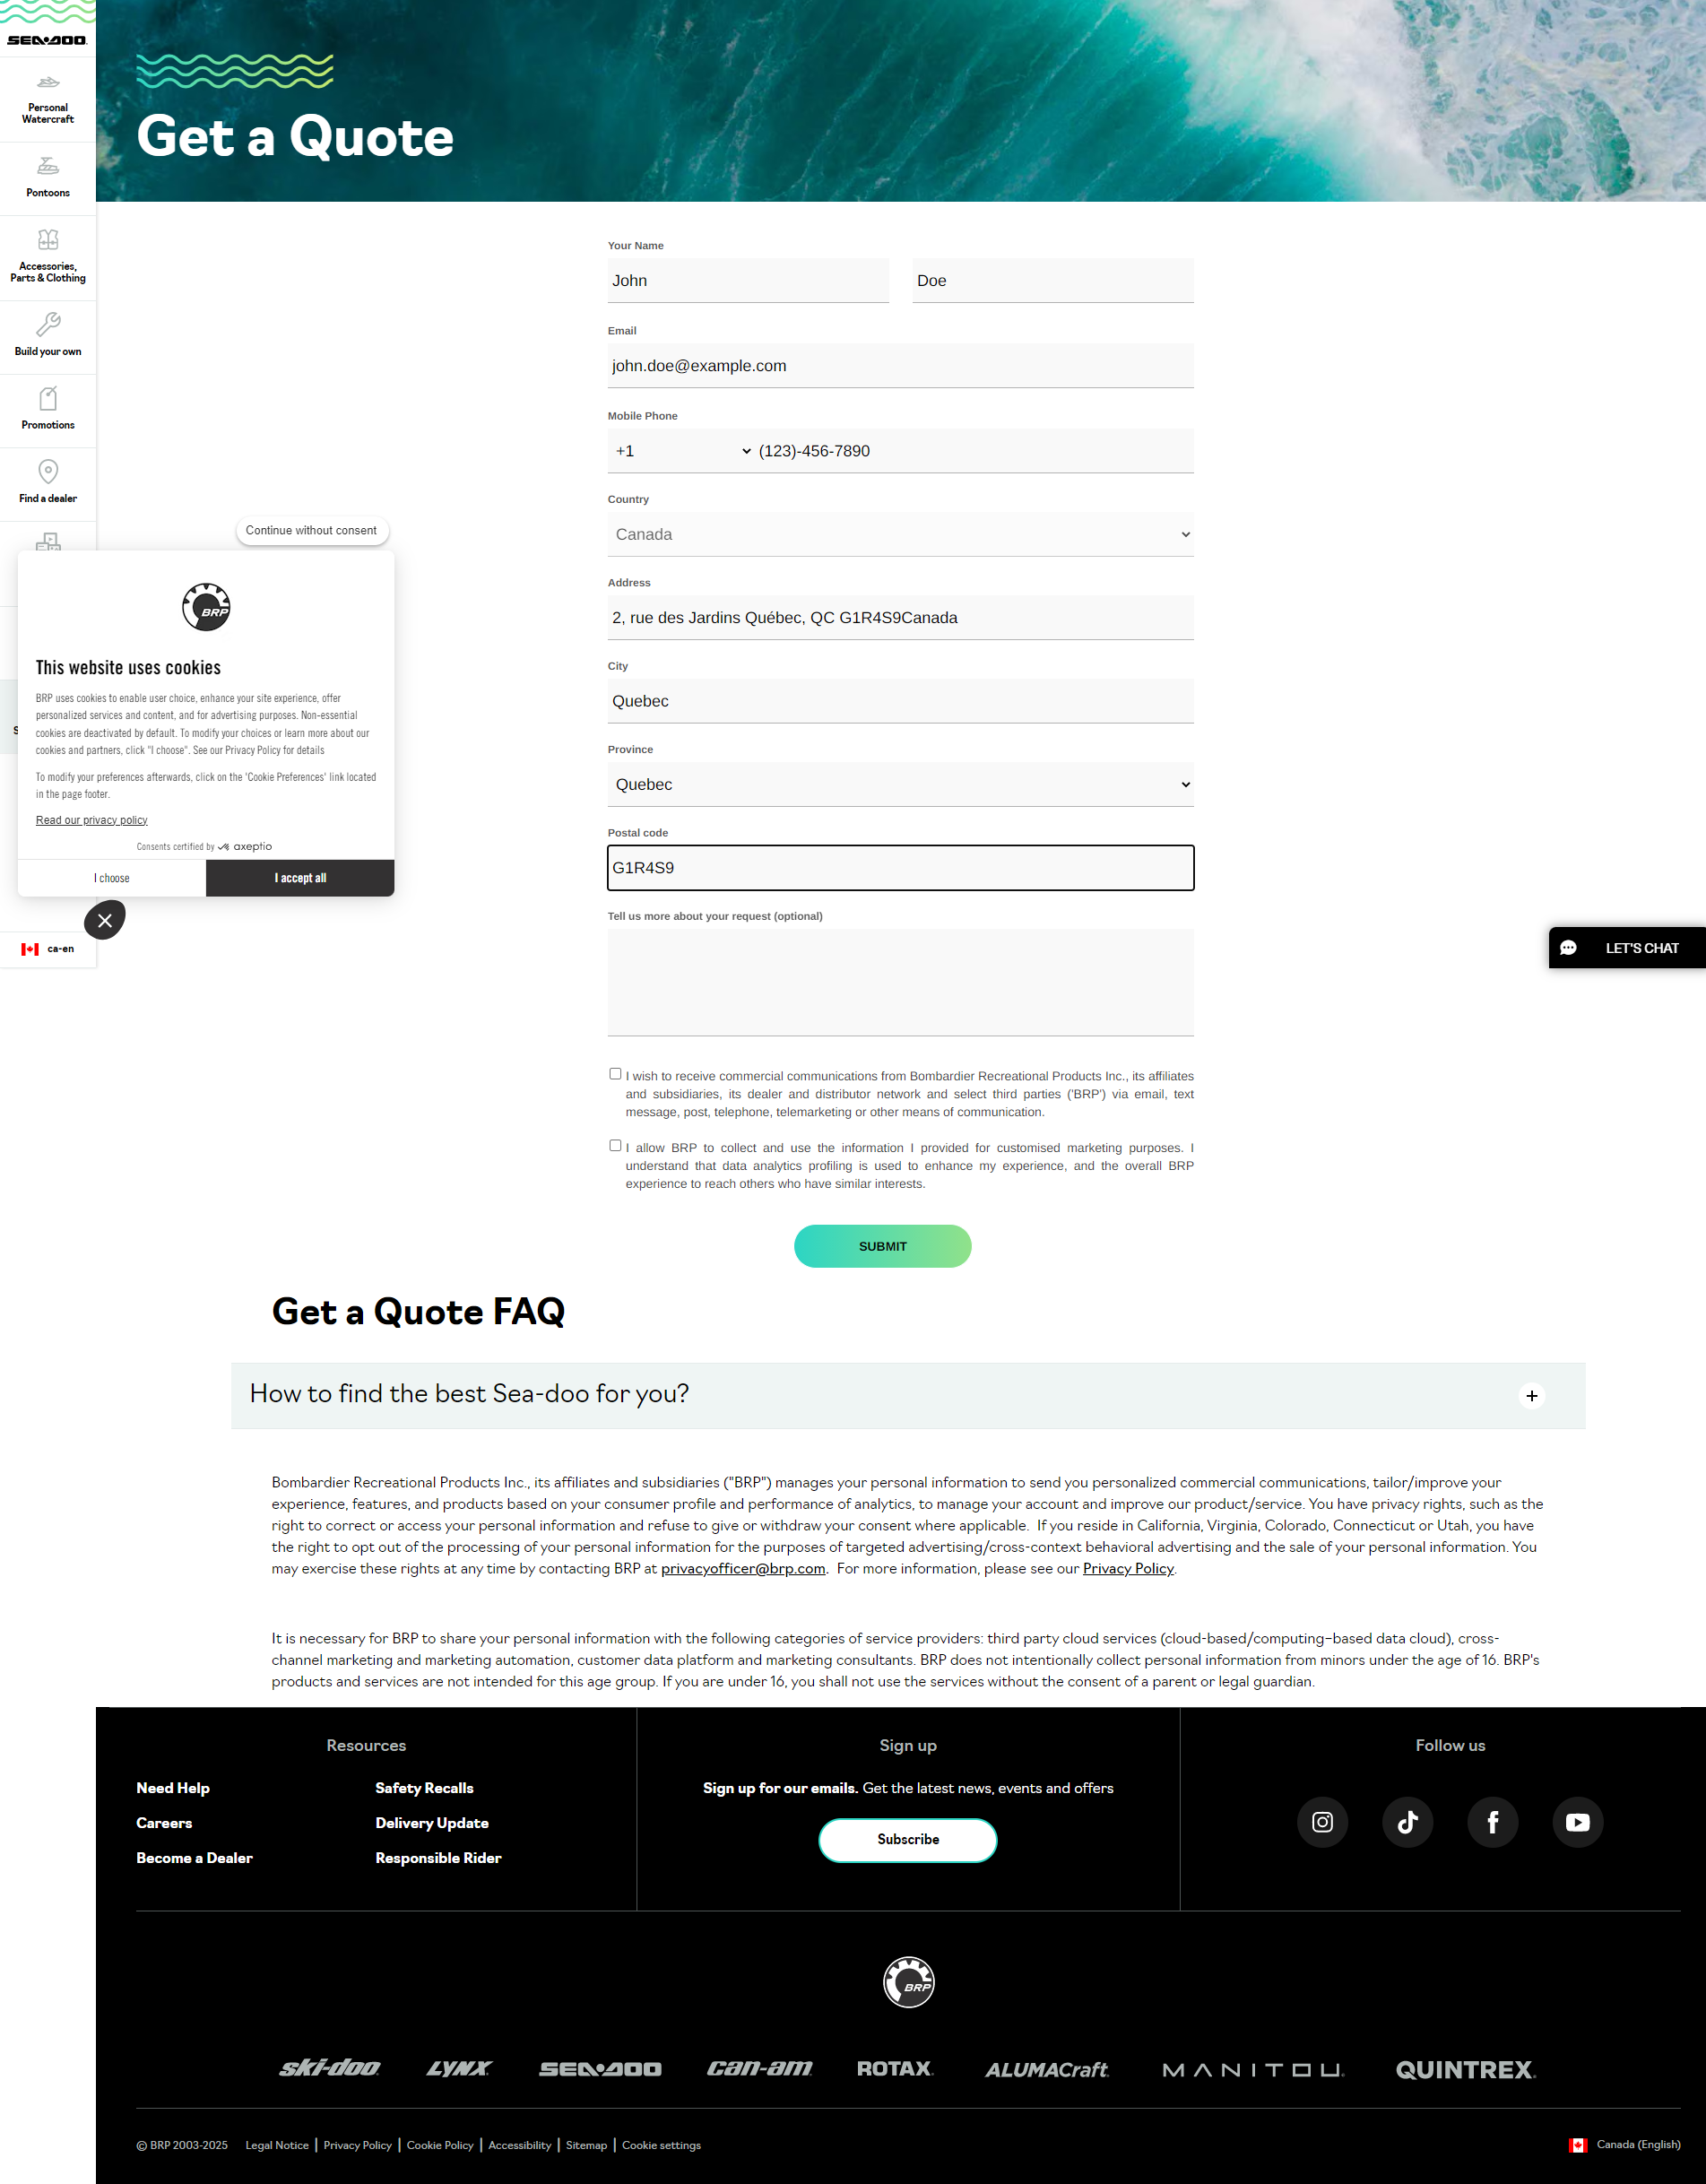 SEA-DOO
Personal
Watercraft
Pontoons
Accessories,
Parts & Clothing
Build your own
Promotions
Find a dealer
ca-en
Get a Quote
Your Name
John
Doe
Email
john.doe@example.com
Mobile Phone
+1
(123)-456-7890
Country
Canada
Address
2, rue des Jardins Québec, QC G1R4S9Canada
City
Quebec
Province
Quebec
Postal code
G1R4S9
Tell us more about your request (optional)
I wish to receive commercial communications from Bombardier Recreational Products Inc., its affiliates
and subsidiaries, its dealer and distributor network and select third parties ('BRP') via email, text
message, post, telephone, telemarketing or other means of communication.
I allow BRP to collect and use the information I provided for customised marketing purposes. I
understand that data analytics profiling is used to enhance my experience, and the overall BRP
experience to reach others who have similar interests.
SUBMIT
Continue without consent
BRP
This website uses cookies
BRP uses cookies to enable user choice, enhance your site experience, offer
personalized services and content, and for advertising purposes. Non-essential
cookies are deactivated by default. To modify your choices or learn more about our
cookies and partners, click "I choose". See our Privacy Policy for details
To modify your preferences afterwards, click on the 'Cookie Preferences' link located
in the page footer.
Read our privacy policy
Consents certified by axeptio
I choose
I accept all
LET'S CHAT
Get a Quote FAQ
How to find the best Sea-doo for you?
Bombardier Recreational Products Inc., its affiliates and subsidiaries ("BRP") manages your personal information to send you personalized commercial communications, tailor/improve your
experience, features, and products based on your consumer profile and performance of analytics, to manage your account and improve our product/service. You have privacy rights, such as the
right to correct or access your personal information and refuse to give or withdraw your consent where applicable. If you reside in California, Virginia, Colorado, Connecticut or Utah, you have
the right to opt out of the processing of your personal information for the purposes of targeted advertising/cross-context behavioral advertising and the sale of your personal information. You
may exercise these rights at any time by contacting BRP at privacyofficer@brp.com. For more information, please see our Privacy Policy.
It is necessary for BRP to share your personal information with the following categories of service providers: third party cloud services (cloud-based/computing–based data cloud), cross-
channel marketing and marketing automation, customer data platform and marketing consultants. BRP does not intentionally collect personal information from minors under the age of 16. BRP's
products and services are not intended for this age group. If you are under 16, you shall not use the services without the consent of a parent or legal guardian.
Resources
Need Help
Safety Recalls
Careers
Delivery Update
Become a Dealer
Responsible Rider
Sign up
Sign up for our emails. Get the latest news, events and offers
Subscribe
Follow us
BRP
ski-doo
LYNX
SEA-DOO
can-am
ROTAX
ALUMACraft
MANITOU
QUINTREX
© BRP 2003-2025
Legal Notice | Privacy Policy | Cookie Policy | Accessibility | Sitemap | Cookie settings
Canada (English)